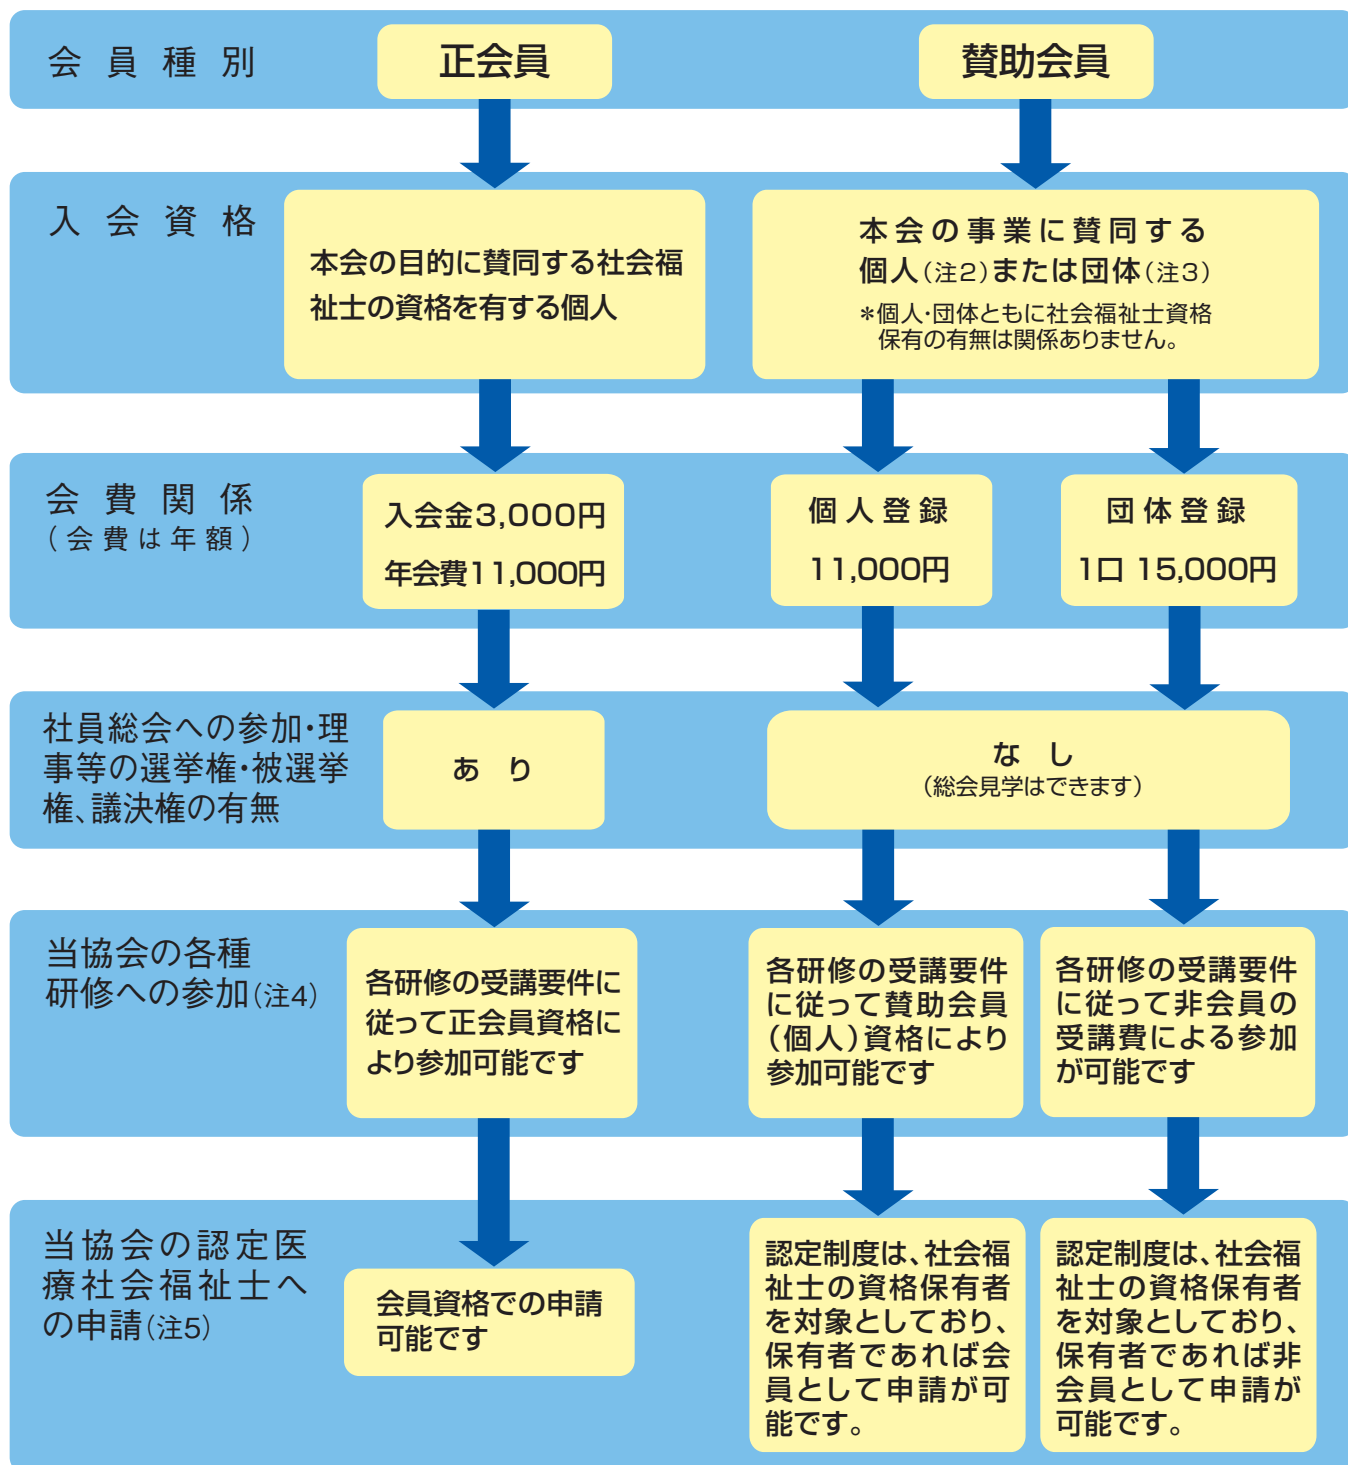 会員種別
正会員
賛助会員
入会資格
本会の目的に賛同する社会福
祉士の資格を有する個人
本会の事業に賛同する
個人(注2)または団体(注3)
*個人・団体ともに社会福祉士資格
保有の有無は関係ありません。
会費関係
(会費は年額)
入会金3,000円
年会費11,000円
個人登録
11,000円
団体登録
1口 15,000円
社員総会への参加・理
事等の選挙権・被選挙
権、議決権の有無
あり
なし
(総会見学はできます)
当協会の各種
研修への参加(注4)
各研修の受講要件に
従って正会員資格に
より参加可能です
各研修の受講要件
に従って賛助会員
(個人)資格により
参加可能です
各研修の受講要件
に従って非会員の
受講費による参加
が可能です
当協会の認定医
療社会福祉士へ
の申請(注5)
会員資格での申請
可能です
認定制度は、社会福
祉士の資格保有者
を対象としており、
保有者であれば会
員として申請が可
能です。
認定制度は、社会福
祉士の資格保有者
を対象としており、
保有者であれば非
会員として申請が
可能です。